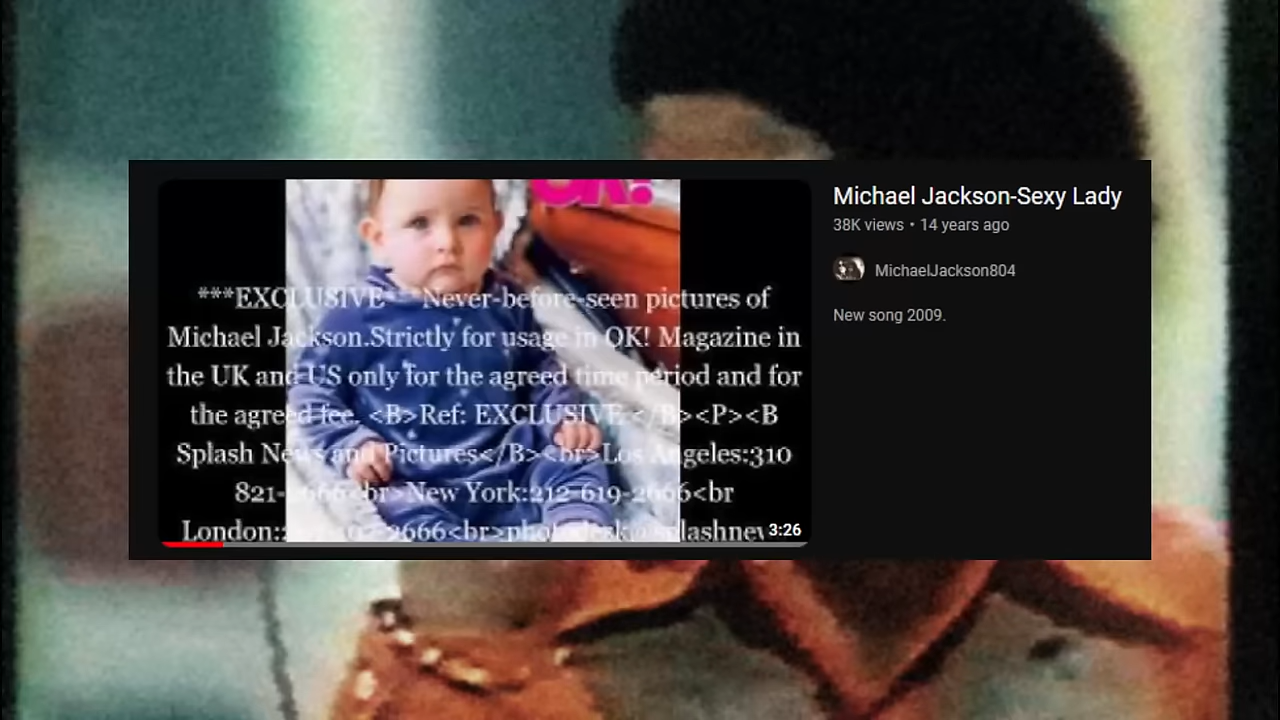 OK!
***EXCLUSIVE***Never-before-seen pictures of
Michael Jackson.Strictly for usage in OK! Magazine in
the UK and US only for the agreed time period and for
the agreed fee. <B>Ref: EXCLUSIVE </B><P><B
Splash News and Pictures</B><br>Los Angeles:310
821-2666<br>New York:212-619-2666<br
London:
3:26
Michael Jackson-Sexy Lady
38K views • 14 years ago
MichaelJackson804
New song 2009.